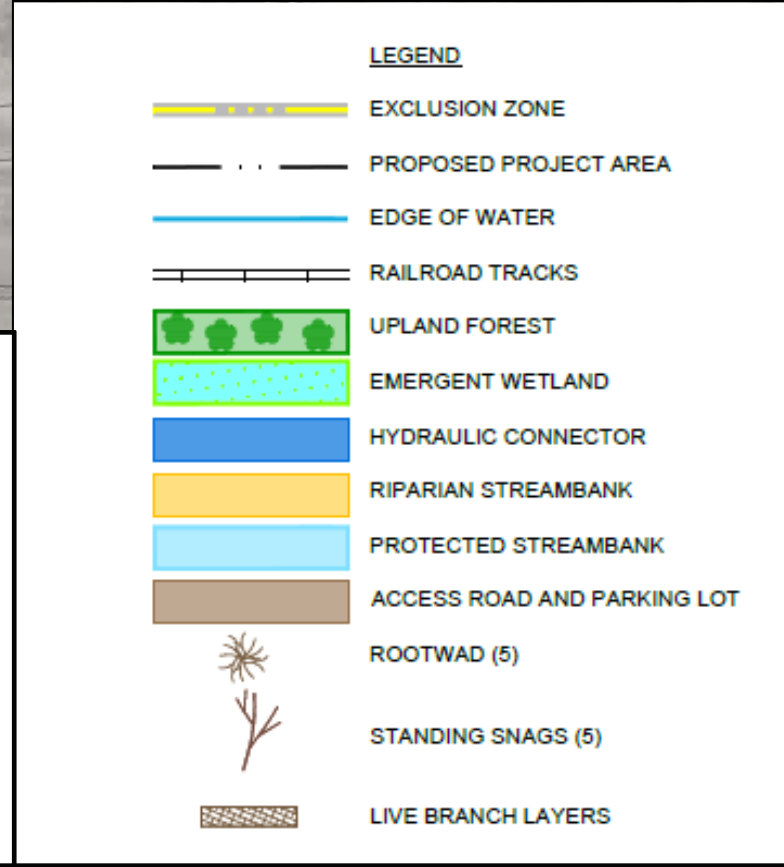 LEGEND
EXCLUSION ZONE
PROPOSED PROJECT AREA
EDGE OF WATER
RAILROAD TRACKS
UPLAND FOREST
EMERGENT WETLAND
HYDRAULIC CONNECTOR
RIPARIAN STREAMBANK
PROTECTED STREAMBANK
ACCESS ROAD AND PARKING LOT
ROOTWAD (5)
STANDING SNAGS (5)
LIVE BRANCH LAYERS